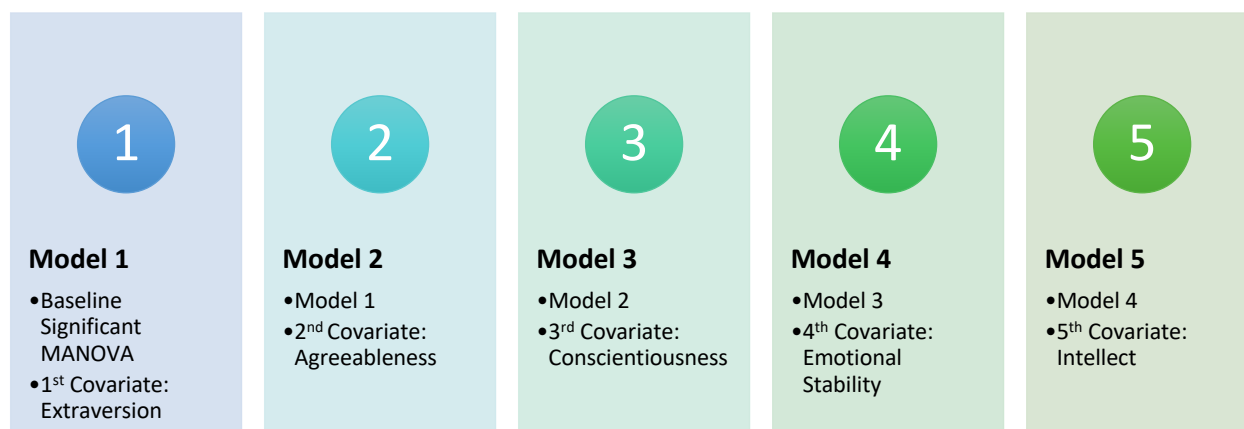 1
Model 1
•Baseline
Significant
MANOVA
•1st Covariate:
Extraversion
2
Model 2
•Model 1
•2nd Covariate:
Agreeableness
3
Model 3
•Model 2
•3rd Covariate:
Conscientiousness
4
Model 4
•Model 3
•4th Covariate:
Emotional
Stability
5
Model 5
•Model 4
•5th Covariate:
Intellect